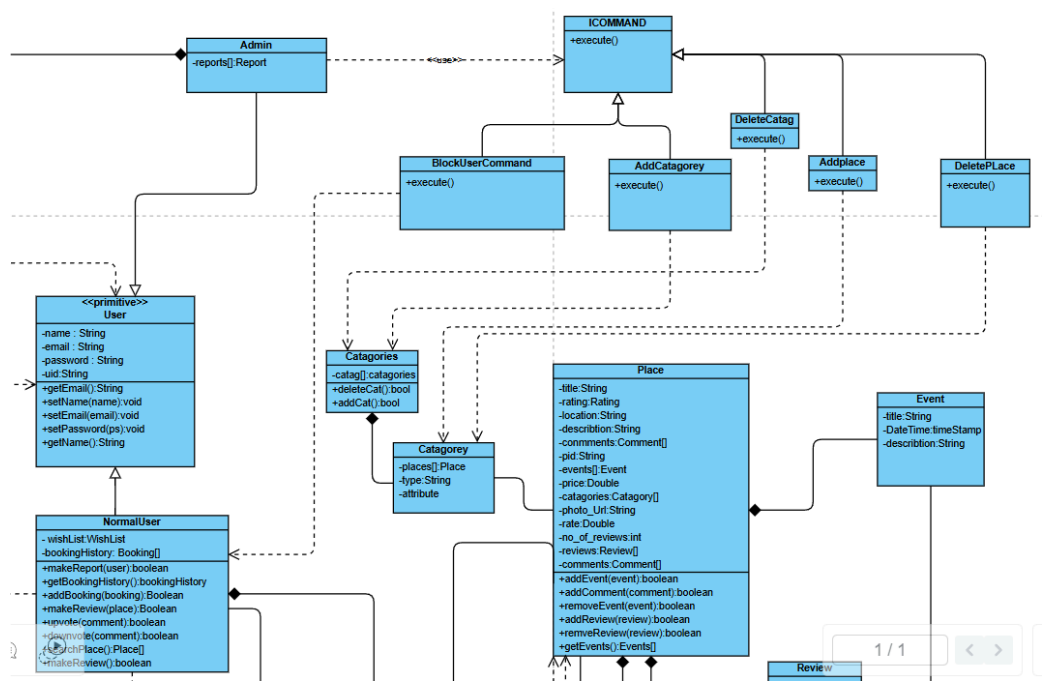 ICOMMAND
+execute()
Admin
-reports[]:Report
<<use>>
DeleteCatag
+execute()
BlockUserCommand
+execute()
AddCatagorey
+execute()
Addplace
+execute()
DeletePLace
+execute()
<<primitive>>
User
-name : String
-email : String
-password : String
-uid:String
+getEmail():String
+setName(name):void
+setEmail(email):void
+setPassword(ps):void
+getName():String
Catagories
-catag[]:catagories
+deleteCat():bool
+addCat():bool
Catagorey
-places[]:Place
-type:String
-attribute
Place
-title:String
-rating:Rating
-location:String
-describtion:String
-conmments:Comment[]
-pid:String
-events[]:Event
-price:Double
-catagories:Catagory[]
-photo_Url:String
-rate:Double
-no_of_reviews:int
-reviews:Review[]
-comments:Comment[]
+addEvent(event):boolean
+addComment(comment):boolean
+removeEvent(event):boolean
+addReview(review):boolean
+remveReview(review):boolean
+getEvents():Events[]
Event
-title:String
-DateTime:timeStamp
-describtion:String
NormalUser
- wishList:WishList
-bookingHistory: Booking[]
+makeReport(user):boolean
+getBookingHistory():bookingHistory
+addBooking(booking):Boolean
+makeReview(place):Boolean
+upvote(comment):boolean
+downvote(comment):boolean
+searchPlace():Place[]
+makeReview():boolean
1 / 1
Review